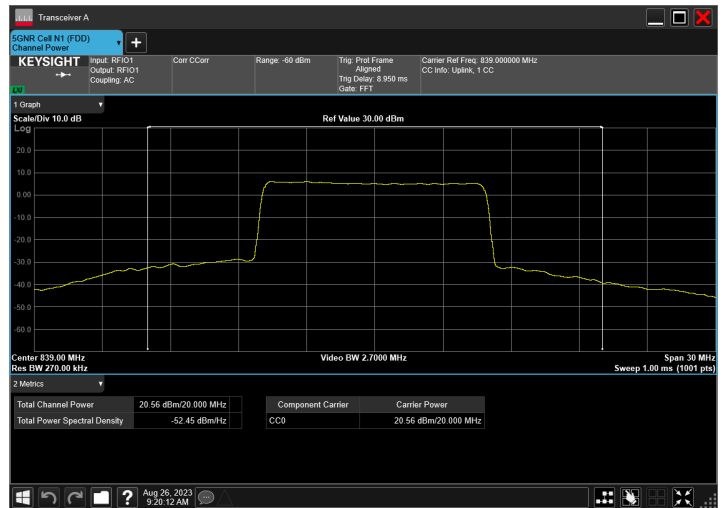 Transceiver A
5GNR Cell N1 (FDD)
Channel Power
+
KEYSIGHT
LXI
Input: RFIO1
Output: RFIO1
Coupling: AC
Corr CCorr
Range: -60 dBm
Trig: Prot Frame
Aligned
Trig Delay: 8.950 ms
Gate: FFT
Carrier Ref Freq: 839.000000 MHz
CC Info: Uplink, 1 CC
1 Graph
Scale/Div 10.0 dB
Ref Value 30.00 dBm
Log
20.0
10.0
0.00
-10.0
-20.0
-30.0
-40.0
-50.0
-60.0
Center 839.00 MHz
Video BW 2.7000 MHz
Span 30 MHz
Res BW 270.00 kHz
Sweep 1.00 ms (1001 pts)
2 Metrics
Total Channel Power 20.56 dBm/20.000 MHz
Total Power Spectral Density -52.45 dBm/Hz
Component Carrier Carrier Power
CC0 20.56 dBm/20.000 MHz
?
Aug 26, 2023
9:20:12 AM